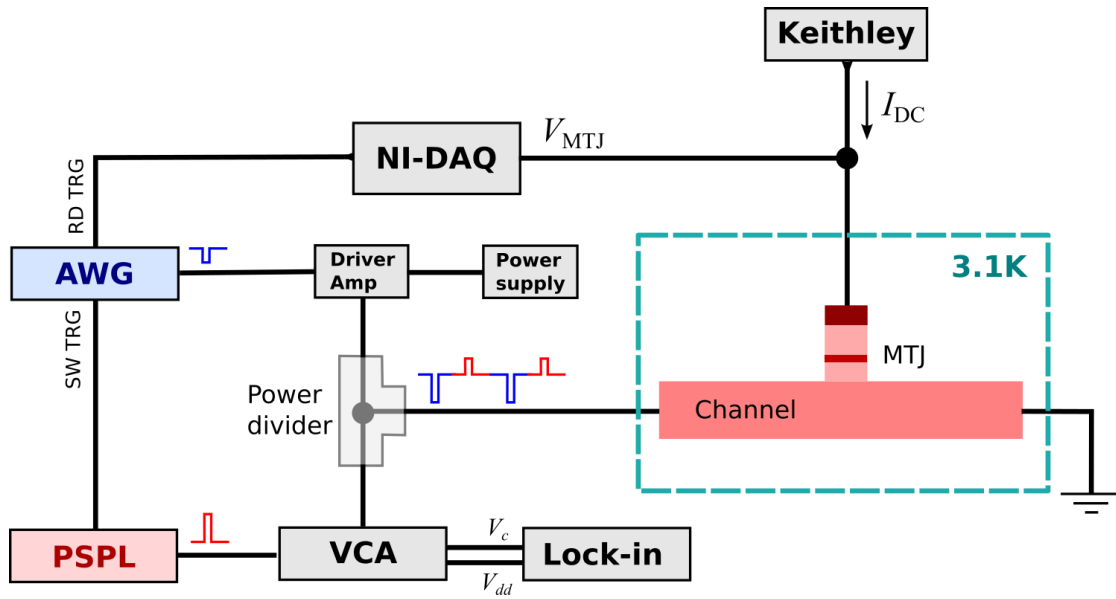 Keithley
I_DC
V_MTJ
NI-DAQ
RD TRG
AWG
Driver
Amp
Power
supply
3.1K
SW TRG
MTJ
Power
divider
Channel
PSPL
VCA
V_c
V_dd
Lock-in